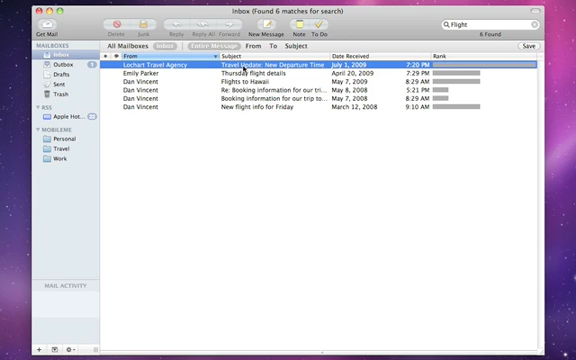 Inbox (Found 6 matches for search)
Get Mail
Delete Junk Reply Reply All Forward New Message Note To Do
Flight
6 Found
MAILBOXES
All Mailboxes Inbox Entire Message From To Subject Save
Inbox
From Subject Date Received Rank
Outbox
Lochart Travel Agency Travel Update: New Departure Time July 1, 2009 7:20 PM
Drafts
Emily Parker Thursday flight details April 20, 2009 7:29 PM
Sent
Dan Vincent Flights to Hawaii May 7, 2009 8:29 AM
Trash
Dan Vincent Re: Booking information for our tri... May 8, 2008 5:21 PM
Dan Vincent Booking information for our trip to... May 7, 2008 8:29 AM
RSS
Dan Vincent New flight info for Friday March 12, 2008 9:10 AM
Apple Hot...
MOBILEME
Personal
Travel
Work
MAIL ACTIVITY